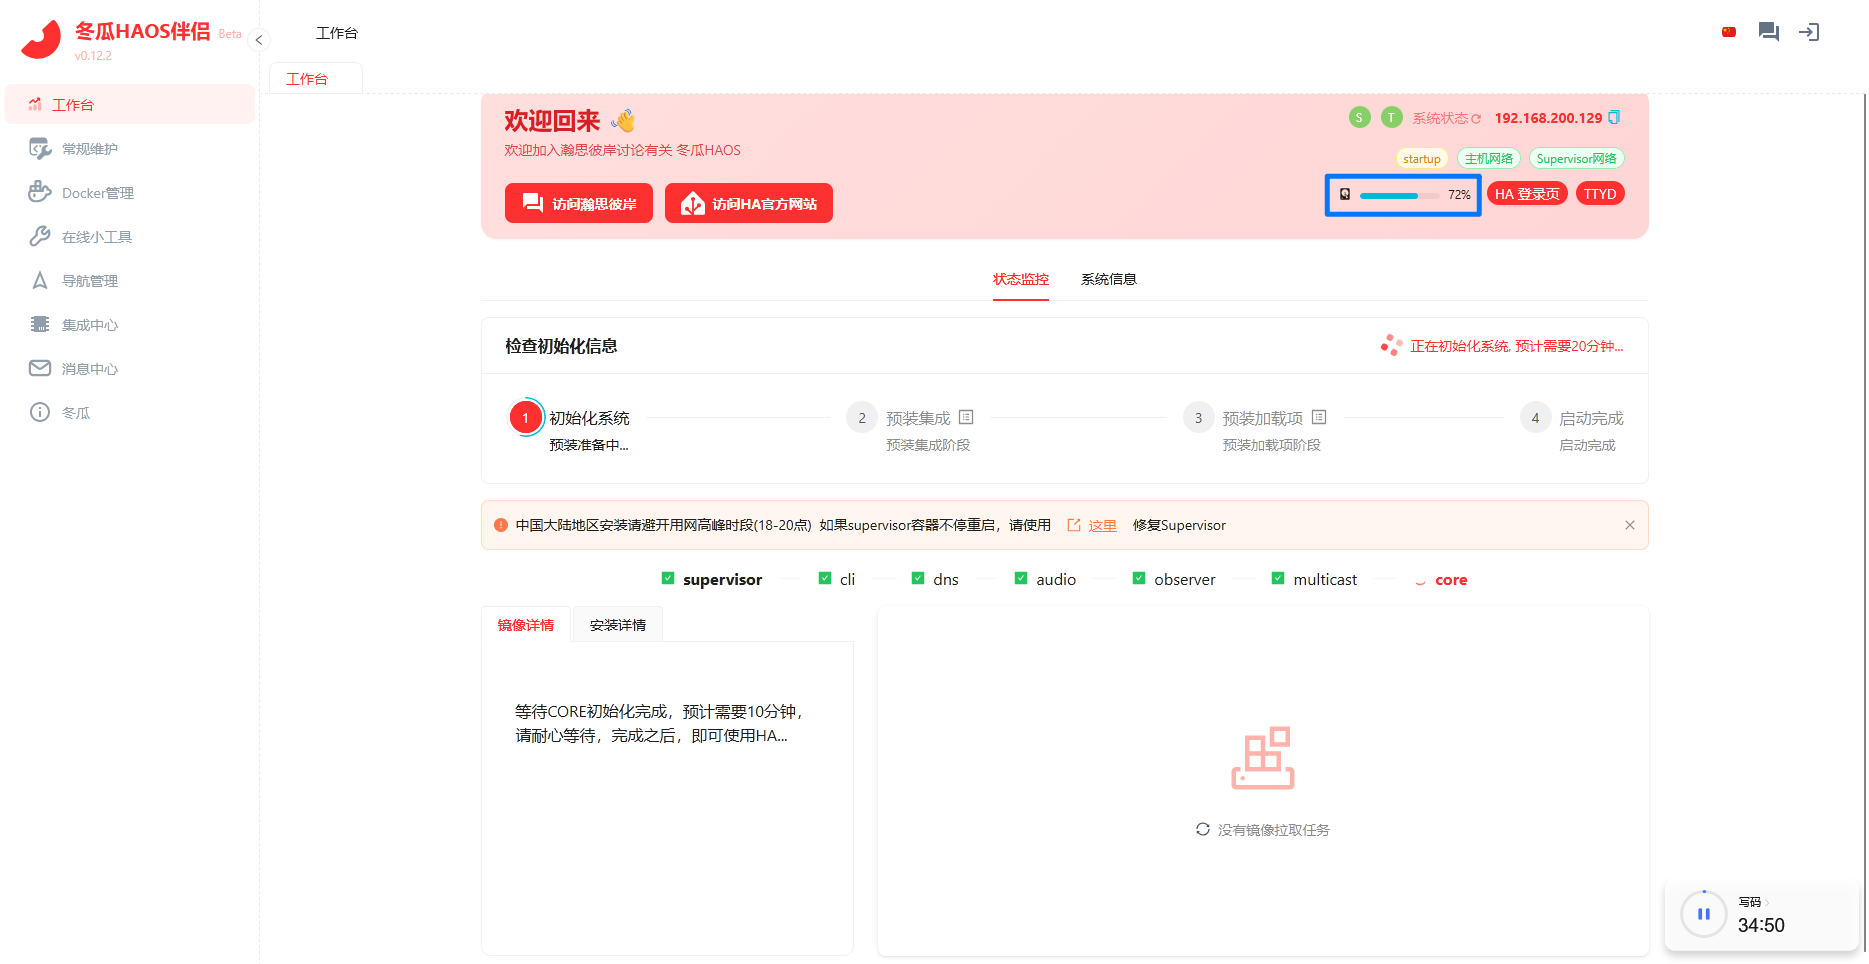 冬瓜HAOS伴侣 Beta
v0.12.2
工作台
常规维护
Docker管理
在线小工具
导航管理
集成中心
消息中心
冬瓜
工作台
工作台
欢迎回来
欢迎加入瀚思彼岸讨论有关 冬瓜HAOS
访问瀚思彼岸
访问HA官方网站
S T 系统状态 192.168.200.129
startup 主机网络 Supervisor网络
72% HA 登录页 TTYD
状态监控 系统信息
检查初始化信息
正在初始化系统, 预计需要20分钟...
1 初始化系统
预装准备中...
2 预装集成
预装集成阶段
3 预装加载项
预装加载项阶段
4 启动完成
启动完成
中国大陆地区安装请避开用网高峰时段(18-20点) 如果supervisor容器不停重启，请使用 这里 修复Supervisor
supervisor cli dns audio observer multicast core
镜像详情 安装详情
等待CORE初始化完成，预计需要10分钟，
请耐心等待，完成之后，即可使用HA...
没有镜像拉取任务
写码
34:50